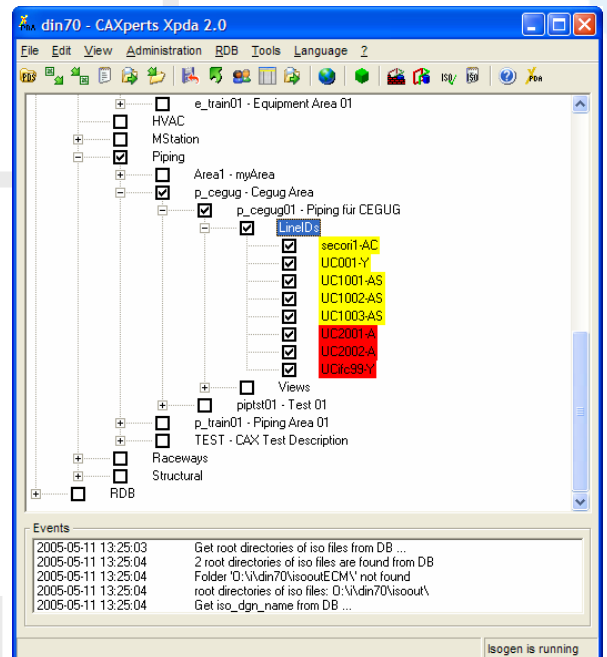 din70 - CAXperts Xpda 2.0
File Edit View Administration RDB Tools Language ?
PDS ISO/ ISO PDA
e_train01 - Equipment Area 01
HVAC
MStation
Piping
Area1 - myArea
p_cegug - Cegug Area
p_cegug01 - Piping für CEGUG
LineIDs
secori1-AC
UC001-Y
UC1001-AS
UC1002-AS
UC1003-AS
UC2001-A
UC2002-A
UCifc99-Y
Views
piptst01 - Test 01
p_train01 - Piping Area 01
TEST - CAX Test Description
Raceways
Structural
RDB
Events
2005-05-11 13:25:03 Get root directories of iso files from DB ...
2005-05-11 13:25:04 2 root directories of iso files are found from DB
2005-05-11 13:25:04 Folder 'O:\i\din70\isooutECM\' not found
2005-05-11 13:25:04 root directories of iso files: O:\i\din70\isoout\
2005-05-11 13:25:04 Get iso_dgn_name from DB ...
Isogen is running